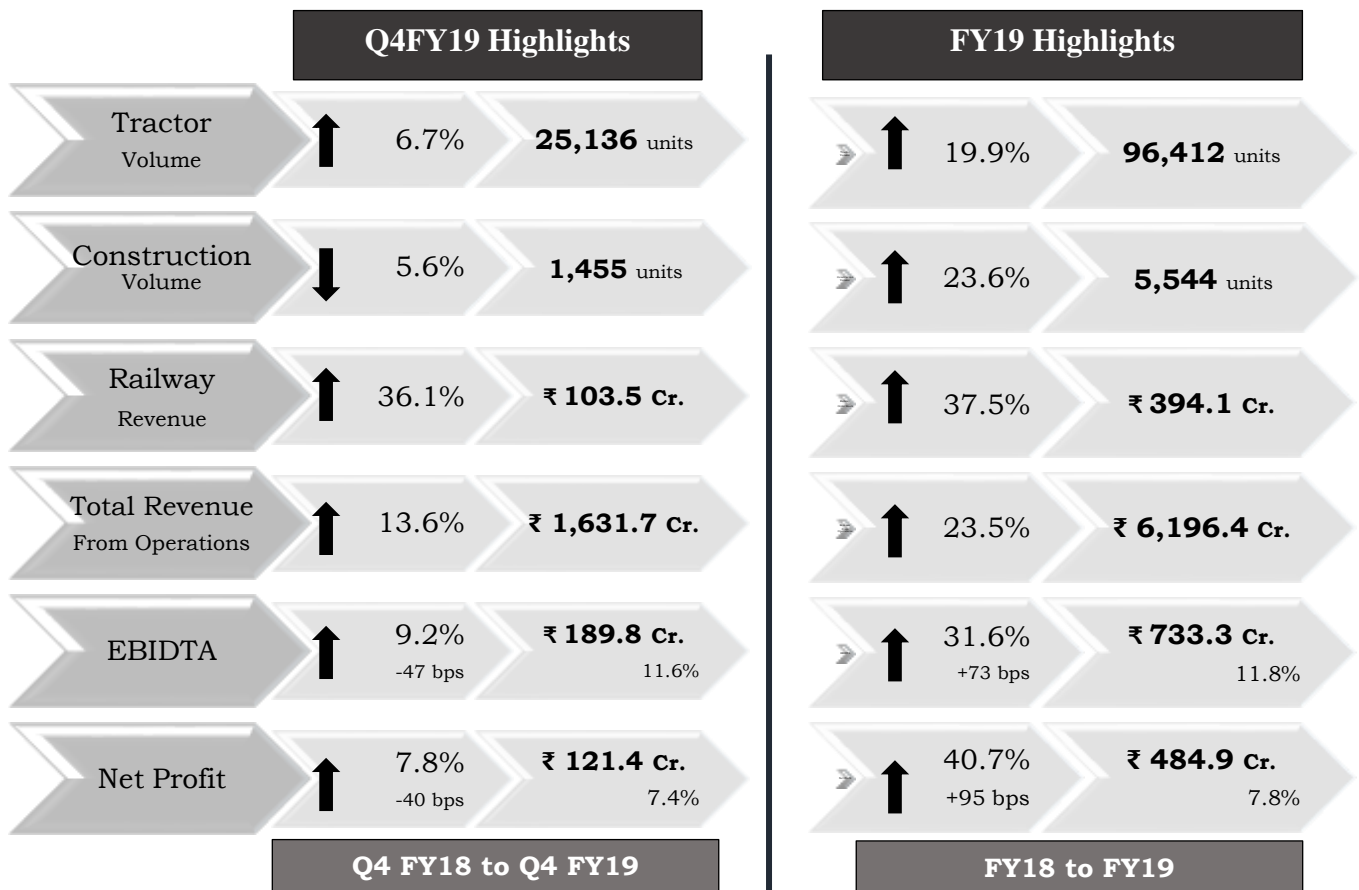 Q4FY19 Highlights
FY19 Highlights
Tractor
Volume
6.7%
25,136 units
19.9%
96,412 units
Construction
Volume
5.6%
1,455 units
23.6%
5,544 units
Railway
Revenue
36.1%
₹ 103.5 Cr.
37.5%
₹ 394.1 Cr.
Total Revenue
From Operations
13.6%
₹ 1,631.7 Cr.
23.5%
₹ 6,196.4 Cr.
EBIDTA
9.2%
-47 bps
₹ 189.8 Cr.
11.6%
31.6%
+73 bps
₹ 733.3 Cr.
11.8%
Net Profit
7.8%
-40 bps
₹ 121.4 Cr.
7.4%
40.7%
+95 bps
₹ 484.9 Cr.
7.8%
Q4 FY18 to Q4 FY19
FY18 to FY19